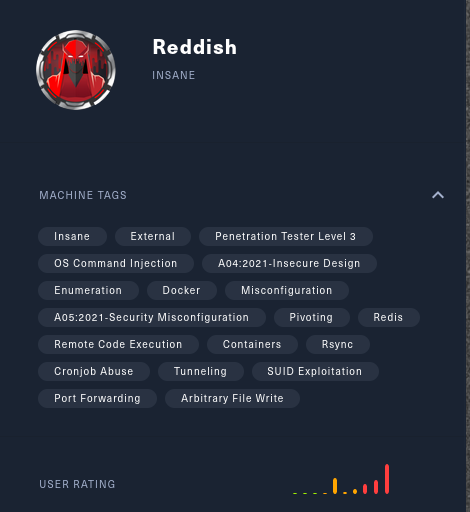 Reddish
INSANE
MACHINE TAGS
Insane External Penetration Tester Level 3
OS Command Injection A04:2021-Insecure Design
Enumeration Docker Misconfiguration
A05:2021-Security Misconfiguration Pivoting Redis
Remote Code Execution Containers Rsync
Cronjob Abuse Tunneling SUID Exploitation
Port Forwarding Arbitrary File Write
USER RATING